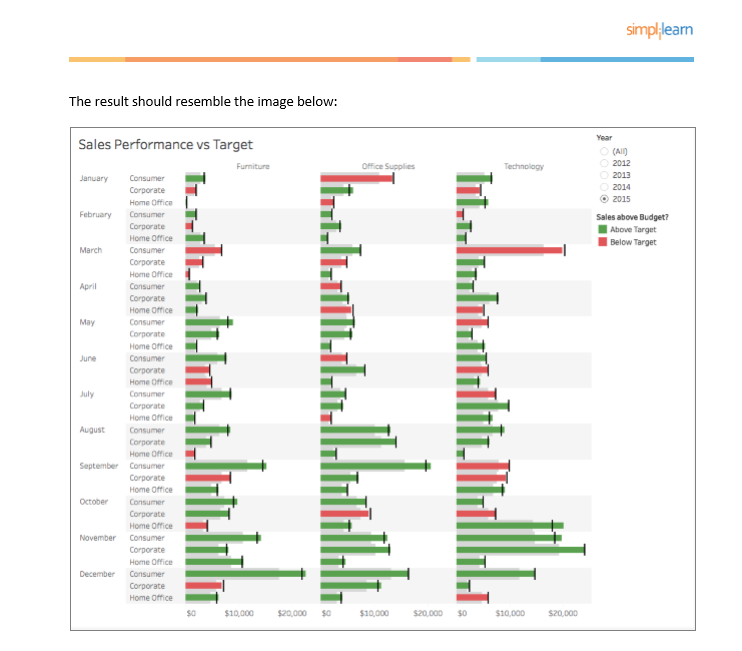 simplilearn
The result should resemble the image below:
Sales Performance vs Target
Furniture Office Supplies Technology
January Consumer
Corporate
Home Office
February Consumer
Corporate
Home Office
March Consumer
Corporate
Home Office
April Consumer
Corporate
Home Office
May Consumer
Corporate
Home Office
June Consumer
Corporate
Home Office
July Consumer
Corporate
Home Office
August Consumer
Corporate
Home Office
September Consumer
Corporate
Home Office
October Consumer
Corporate
Home Office
November Consumer
Corporate
Home Office
December Consumer
Corporate
Home Office
$0 $10,000 $20,000 $0 $10,000 $20,000 $0 $10,000 $20,000
Year
(All)
2012
2013
2014
2015
Sales above Budget?
Above Target
Below Target